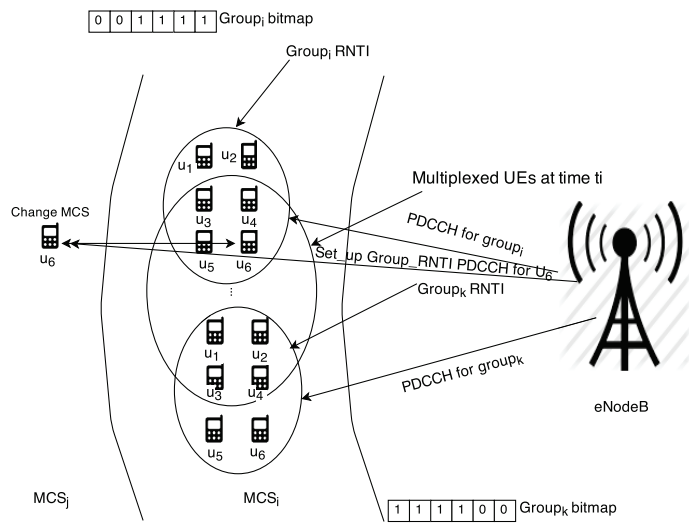 0 0 1 1 1 1 Groupᵢ bitmap
Groupᵢ RNTI
u₁ u₂
Multiplexed UEs at time ti
u₃ u₄
Change MCS
PDCCH for groupᵢ
u₆
u₅ u₆
Set_up Group_RNTI PDCCH for U₆
...
Groupₖ RNTI
u₁ u₂
u₃ u₄
PDCCH for groupₖ
eNodeB
u₅ u₆
MCSⱼ
MCSᵢ
1 1 1 1 0 0 Groupₖ bitmap